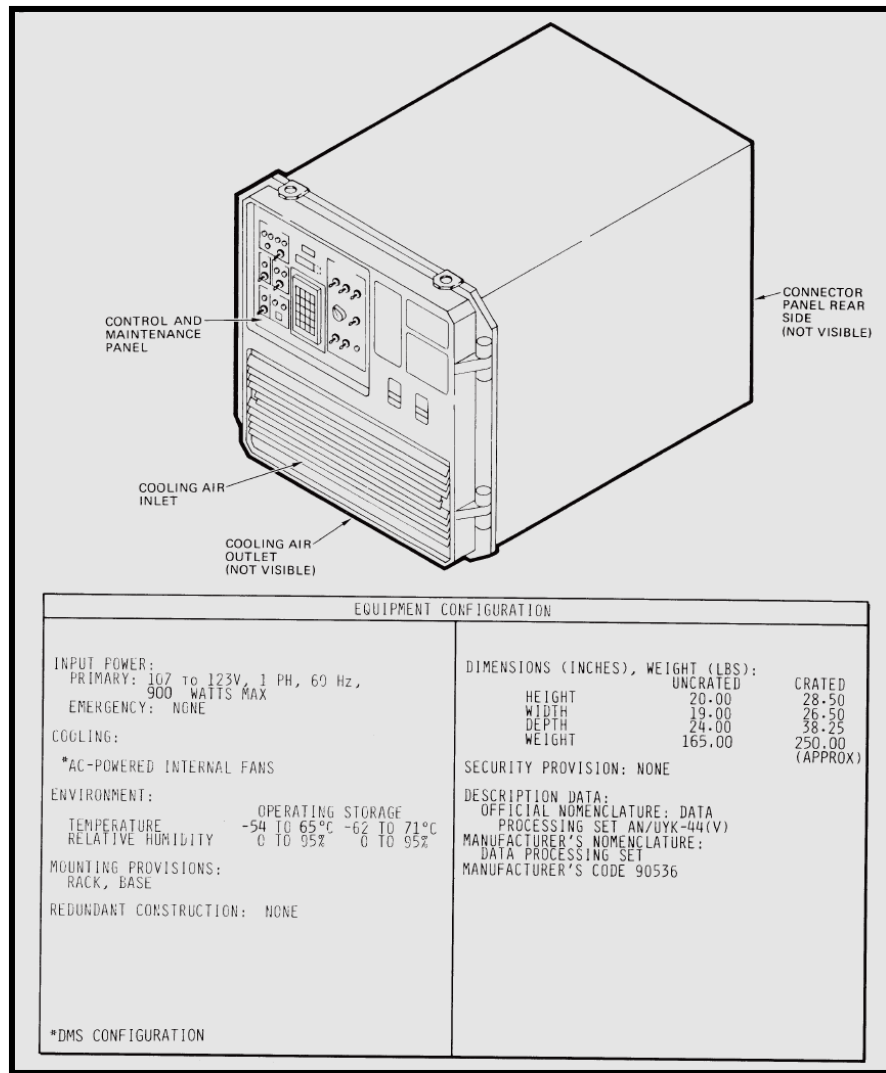 CONTROL AND
MAINTENANCE
PANEL
CONNECTOR
PANEL REAR
SIDE
(NOT VISIBLE)
COOLING AIR
INLET
COOLING AIR
OUTLET
(NOT VISIBLE)
EQUIPMENT CONFIGURATION
INPUT POWER:
PRIMARY: 107 TO 123V, 1 PH, 60 Hz,
900 WATTS MAX
EMERGENCY: NONE
COOLING:
*AC-POWERED INTERNAL FANS
ENVIRONMENT:
OPERATING STORAGE
TEMPERATURE -54 TO 65°C -62 TO 71°C
RELATIVE HUMIDITY 0 TO 95% 0 TO 95%
MOUNTING PROVISIONS:
RACK, BASE
REDUNDANT CONSTRUCTION: NONE
*DMS CONFIGURATION
DIMENSIONS (INCHES), WEIGHT (LBS):
UNCRATED CRATED
HEIGHT 20.00 28.50
WIDTH 19.00 26.50
DEPTH 24.00 38.25
WEIGHT 165.00 250.00
(APPROX)
SECURITY PROVISION: NONE
DESCRIPTION DATA:
OFFICIAL NOMENCLATURE: DATA
PROCESSING SET AN/UYK-44(V)
MANUFACTURER'S NOMENCLATURE:
DATA PROCESSING SET
MANUFACTURER'S CODE 90536